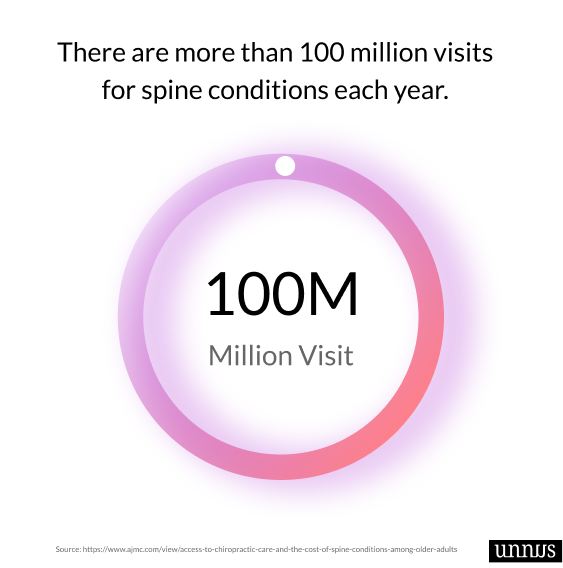 There are more than 100 million visits
for spine conditions each year.
100M
Million Visit
Source: https://www.ajmc.com/view/access-to-chiropractic-care-and-the-cost-of-spine-conditions-among-older-adults
unnus